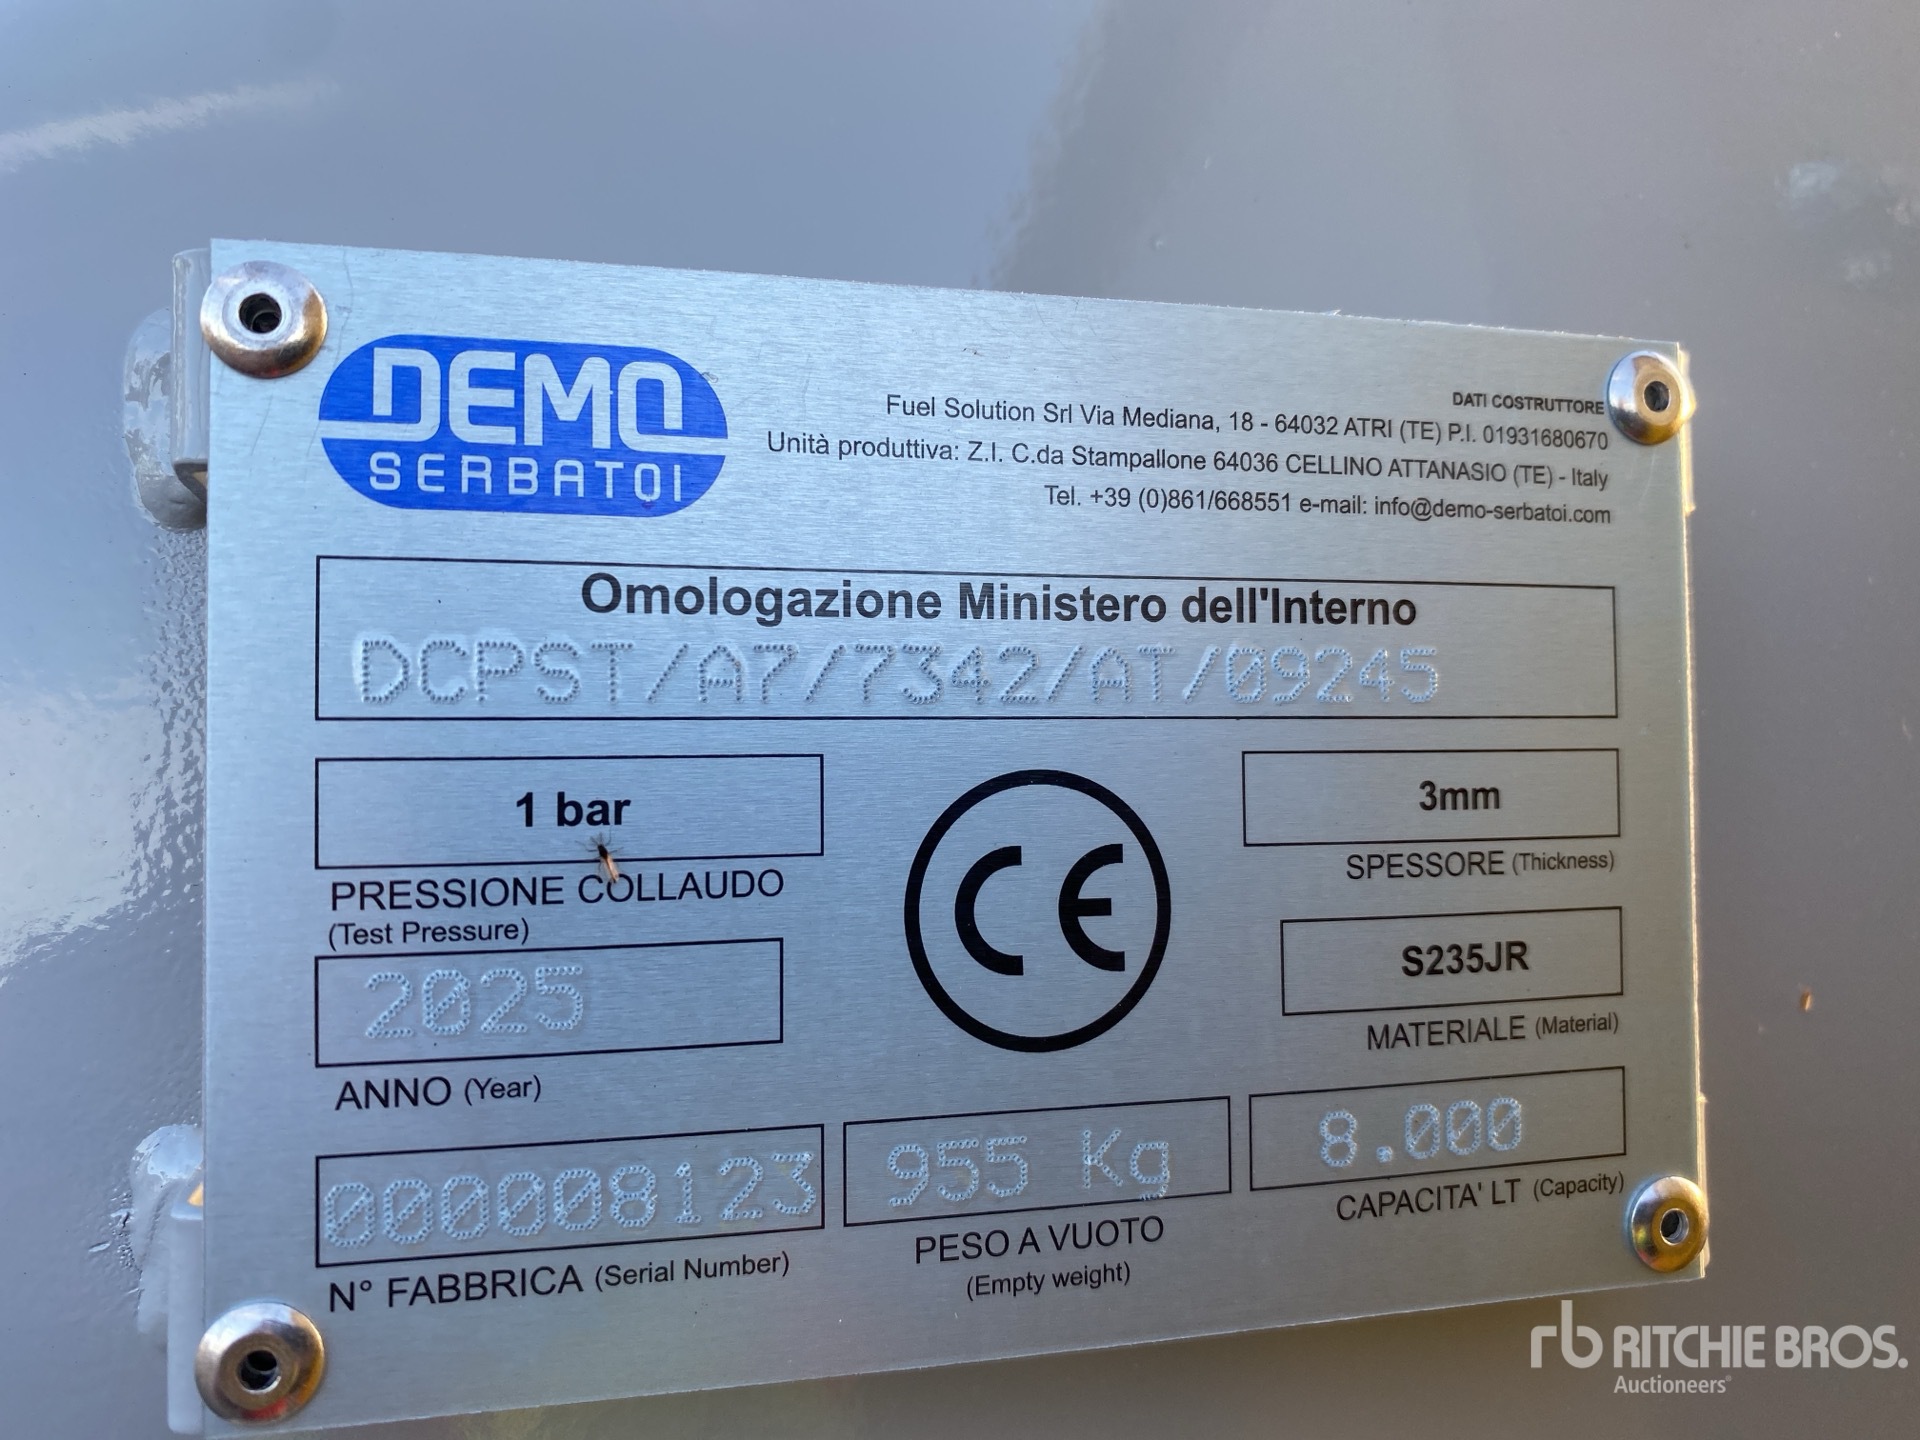 DEMO
SERBATOI
DATI COSTRUTTORE
Fuel Solution Srl Via Mediana, 18 - 64032 ATRI (TE) P.I. 01931680670
Unità produttiva: Z.I. C.da Stampallone 64036 CELLINO ATTANASIO (TE) - Italy
Tel. +39 (0)861/668551 e-mail: info@demo-serbatoi.com
Omologazione Ministero dell'Interno
DCPST/A7/7342/AT/09245
1 bar
PRESSIONE COLLAUDO
(Test Pressure)
2025
ANNO (Year)
000008123
N° FABBRICA (Serial Number)
CE
955 Kg
PESO A VUOTO
(Empty weight)
3mm
SPESSORE (Thickness)
S235JR
MATERIALE (Material)
8.000
CAPACITA' LT (Capacity)
rb RITCHIE BROS.
Auctioneers